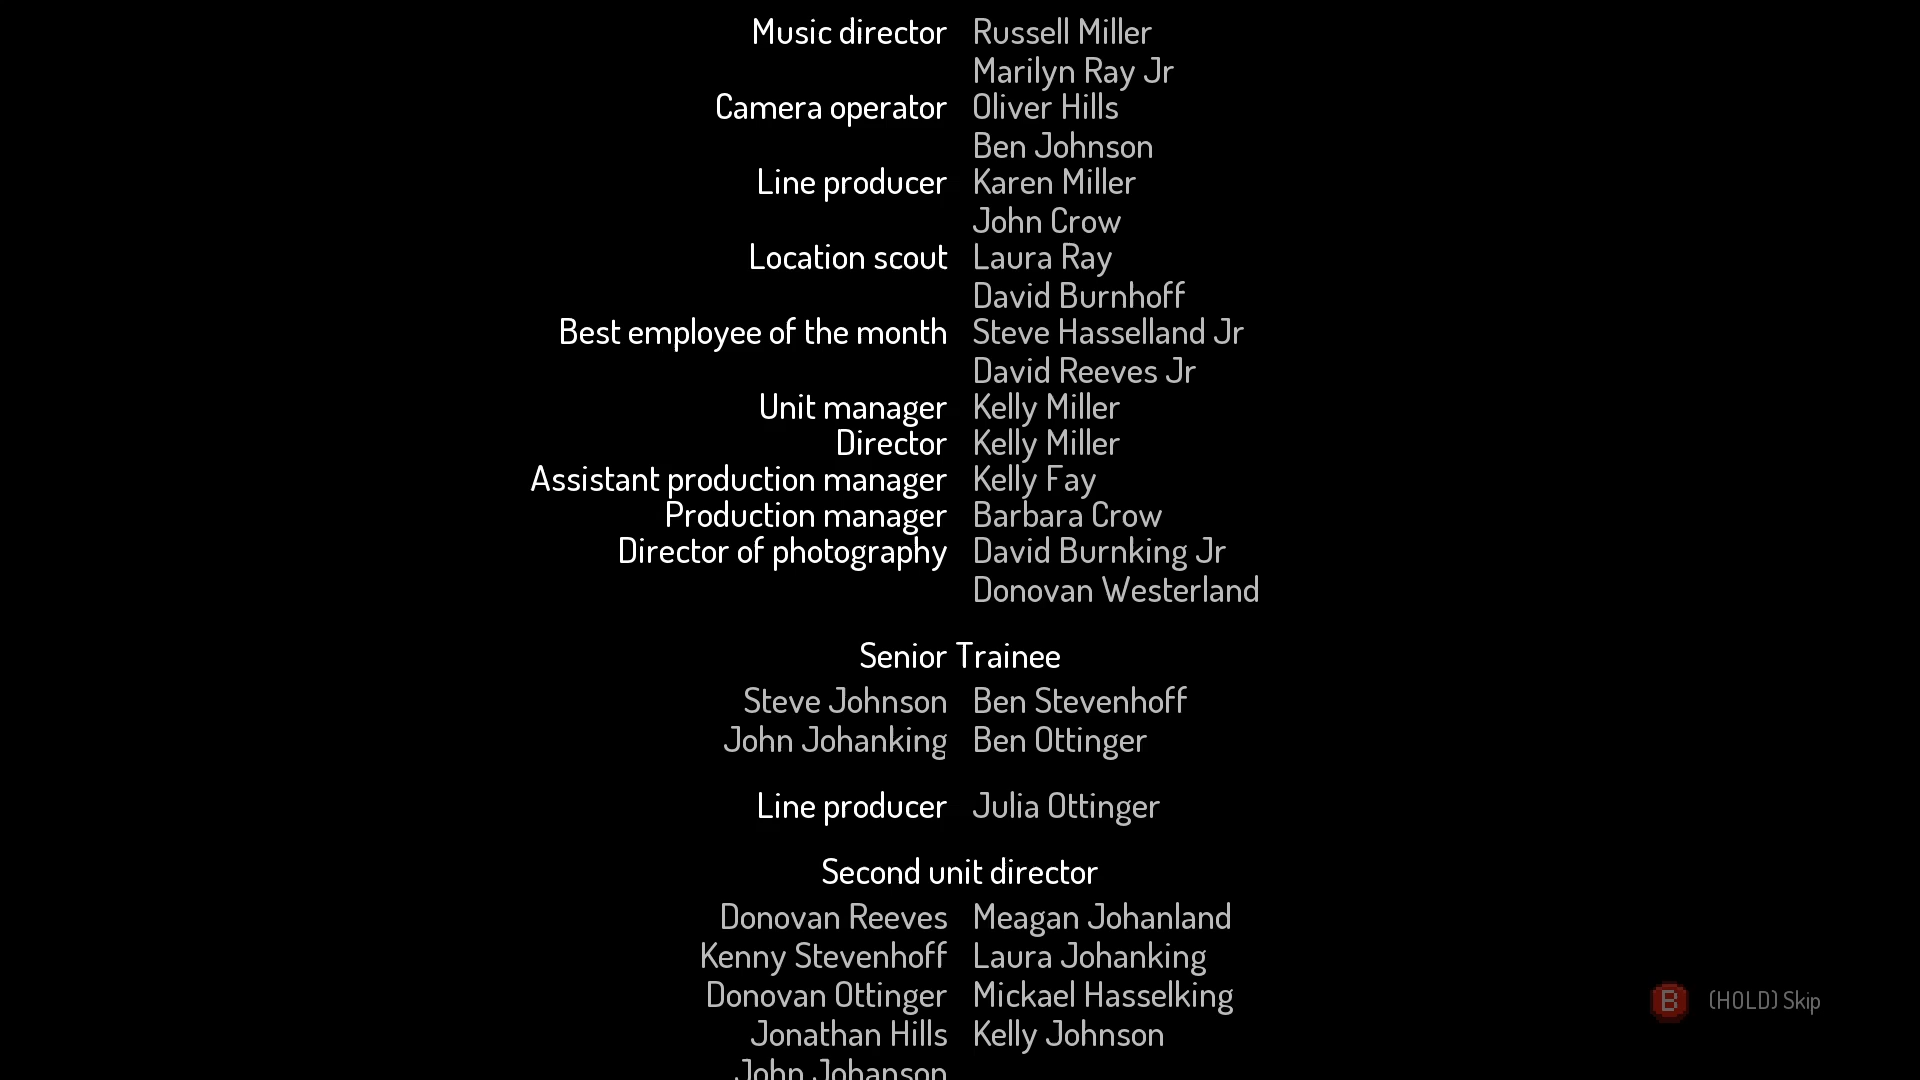 Music director Russell Miller
Marilyn Ray Jr
Camera operator Oliver Hills
Ben Johnson
Line producer Karen Miller
John Crow
Location scout Laura Ray
David Burnhoff
Best employee of the month Steve Hasselland Jr
David Reeves Jr
Unit manager Kelly Miller
Director Kelly Miller
Assistant production manager Kelly Fay
Production manager Barbara Crow
Director of photography David Burnking Jr
Donovan Westerland
Senior Trainee
Steve Johnson Ben Stevenhoff
John Johanking Ben Ottinger
Line producer Julia Ottinger
Second unit director
Donovan Reeves Meagan Johanland
Kenny Stevenhoff Laura Johanking
Donovan Ottinger Mickael Hasselking
B (HOLD) Skip
Jonathan Hills Kelly Johnson
John Johanson